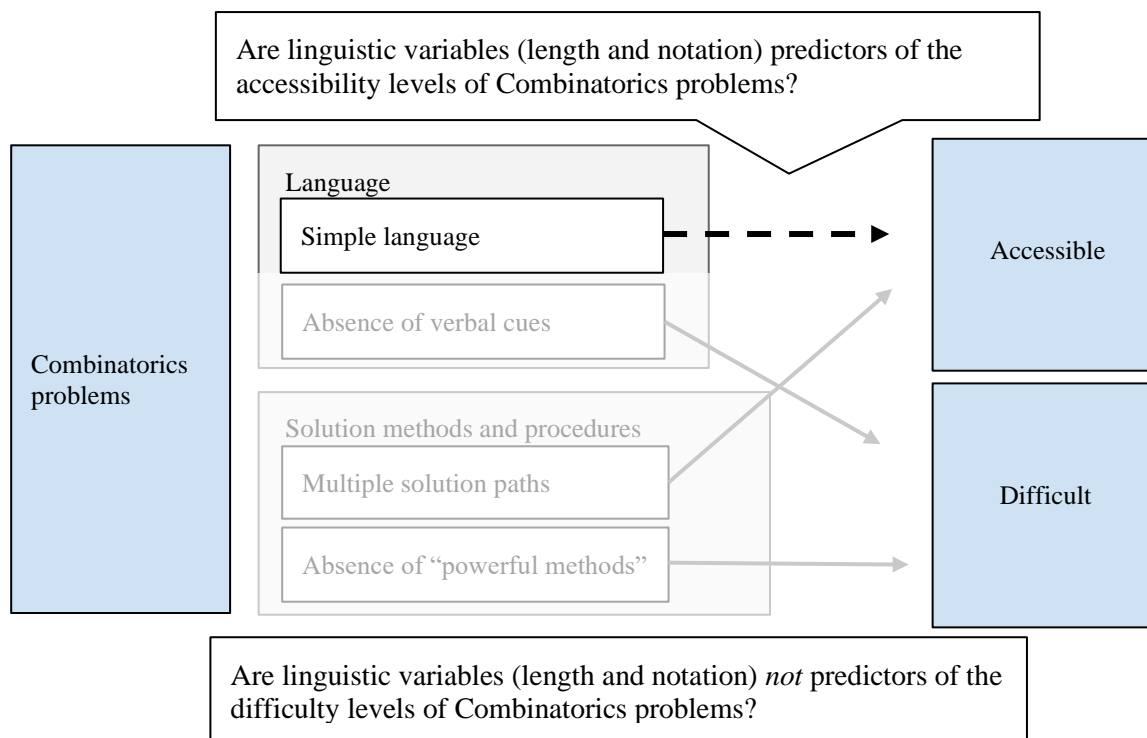 Are linguistic variables (length and notation) predictors of the
accessibility levels of Combinatorics problems?
Language
Simple language
Accessible
Absence of verbal cues
Combinatorics
problems
Solution methods and procedures
Multiple solution paths
Difficult
Absence of “powerful methods”
Are linguistic variables (length and notation) not predictors of the
difficulty levels of Combinatorics problems?